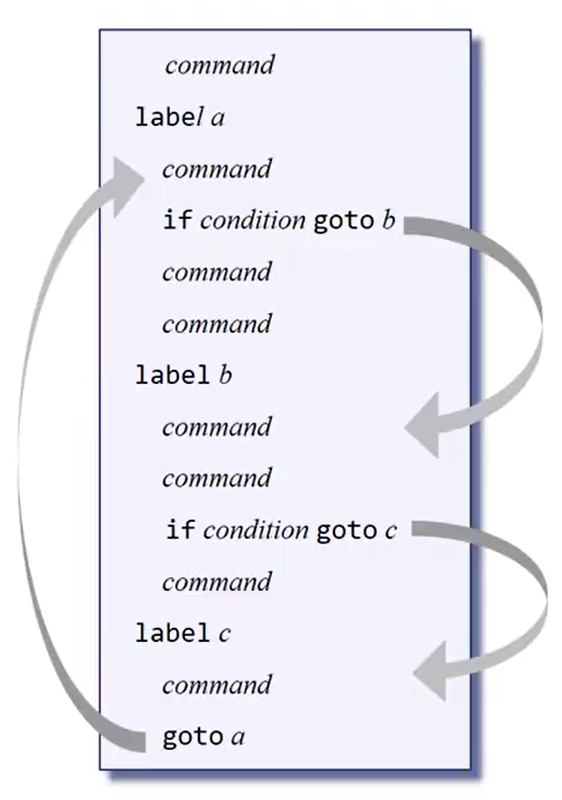 command
label a
command
if condition goto b
command
command
label b
command
command
if condition goto c
command
label c
command
goto a